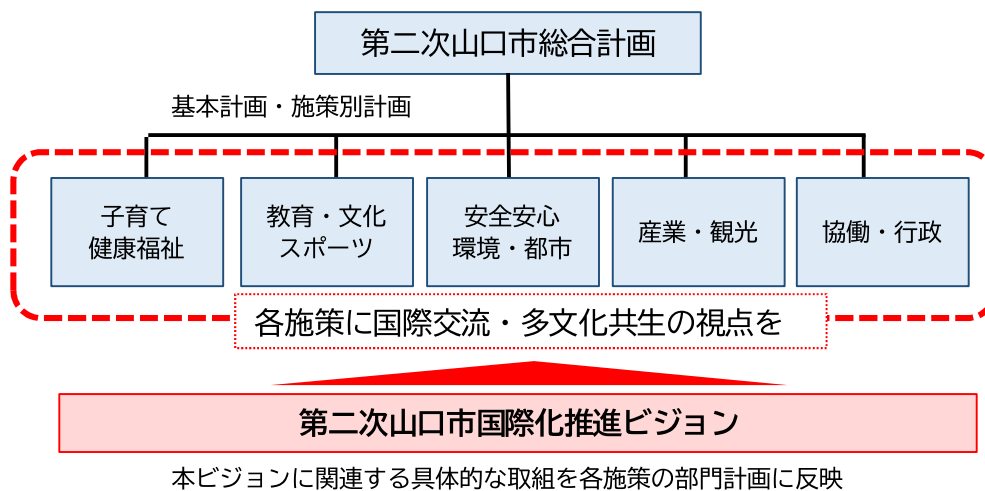 第二次山口市総合計画
基本計画・施策別計画
子育て
健康福祉
教育・文化
スポーツ
安全安心
環境・都市
産業・観光
協働・行政
各施策に国際交流・多文化共生の視点を
第二次山口市国際化推進ビジョン
本ビジョンに関連する具体的な取組を各施策の部門計画に反映